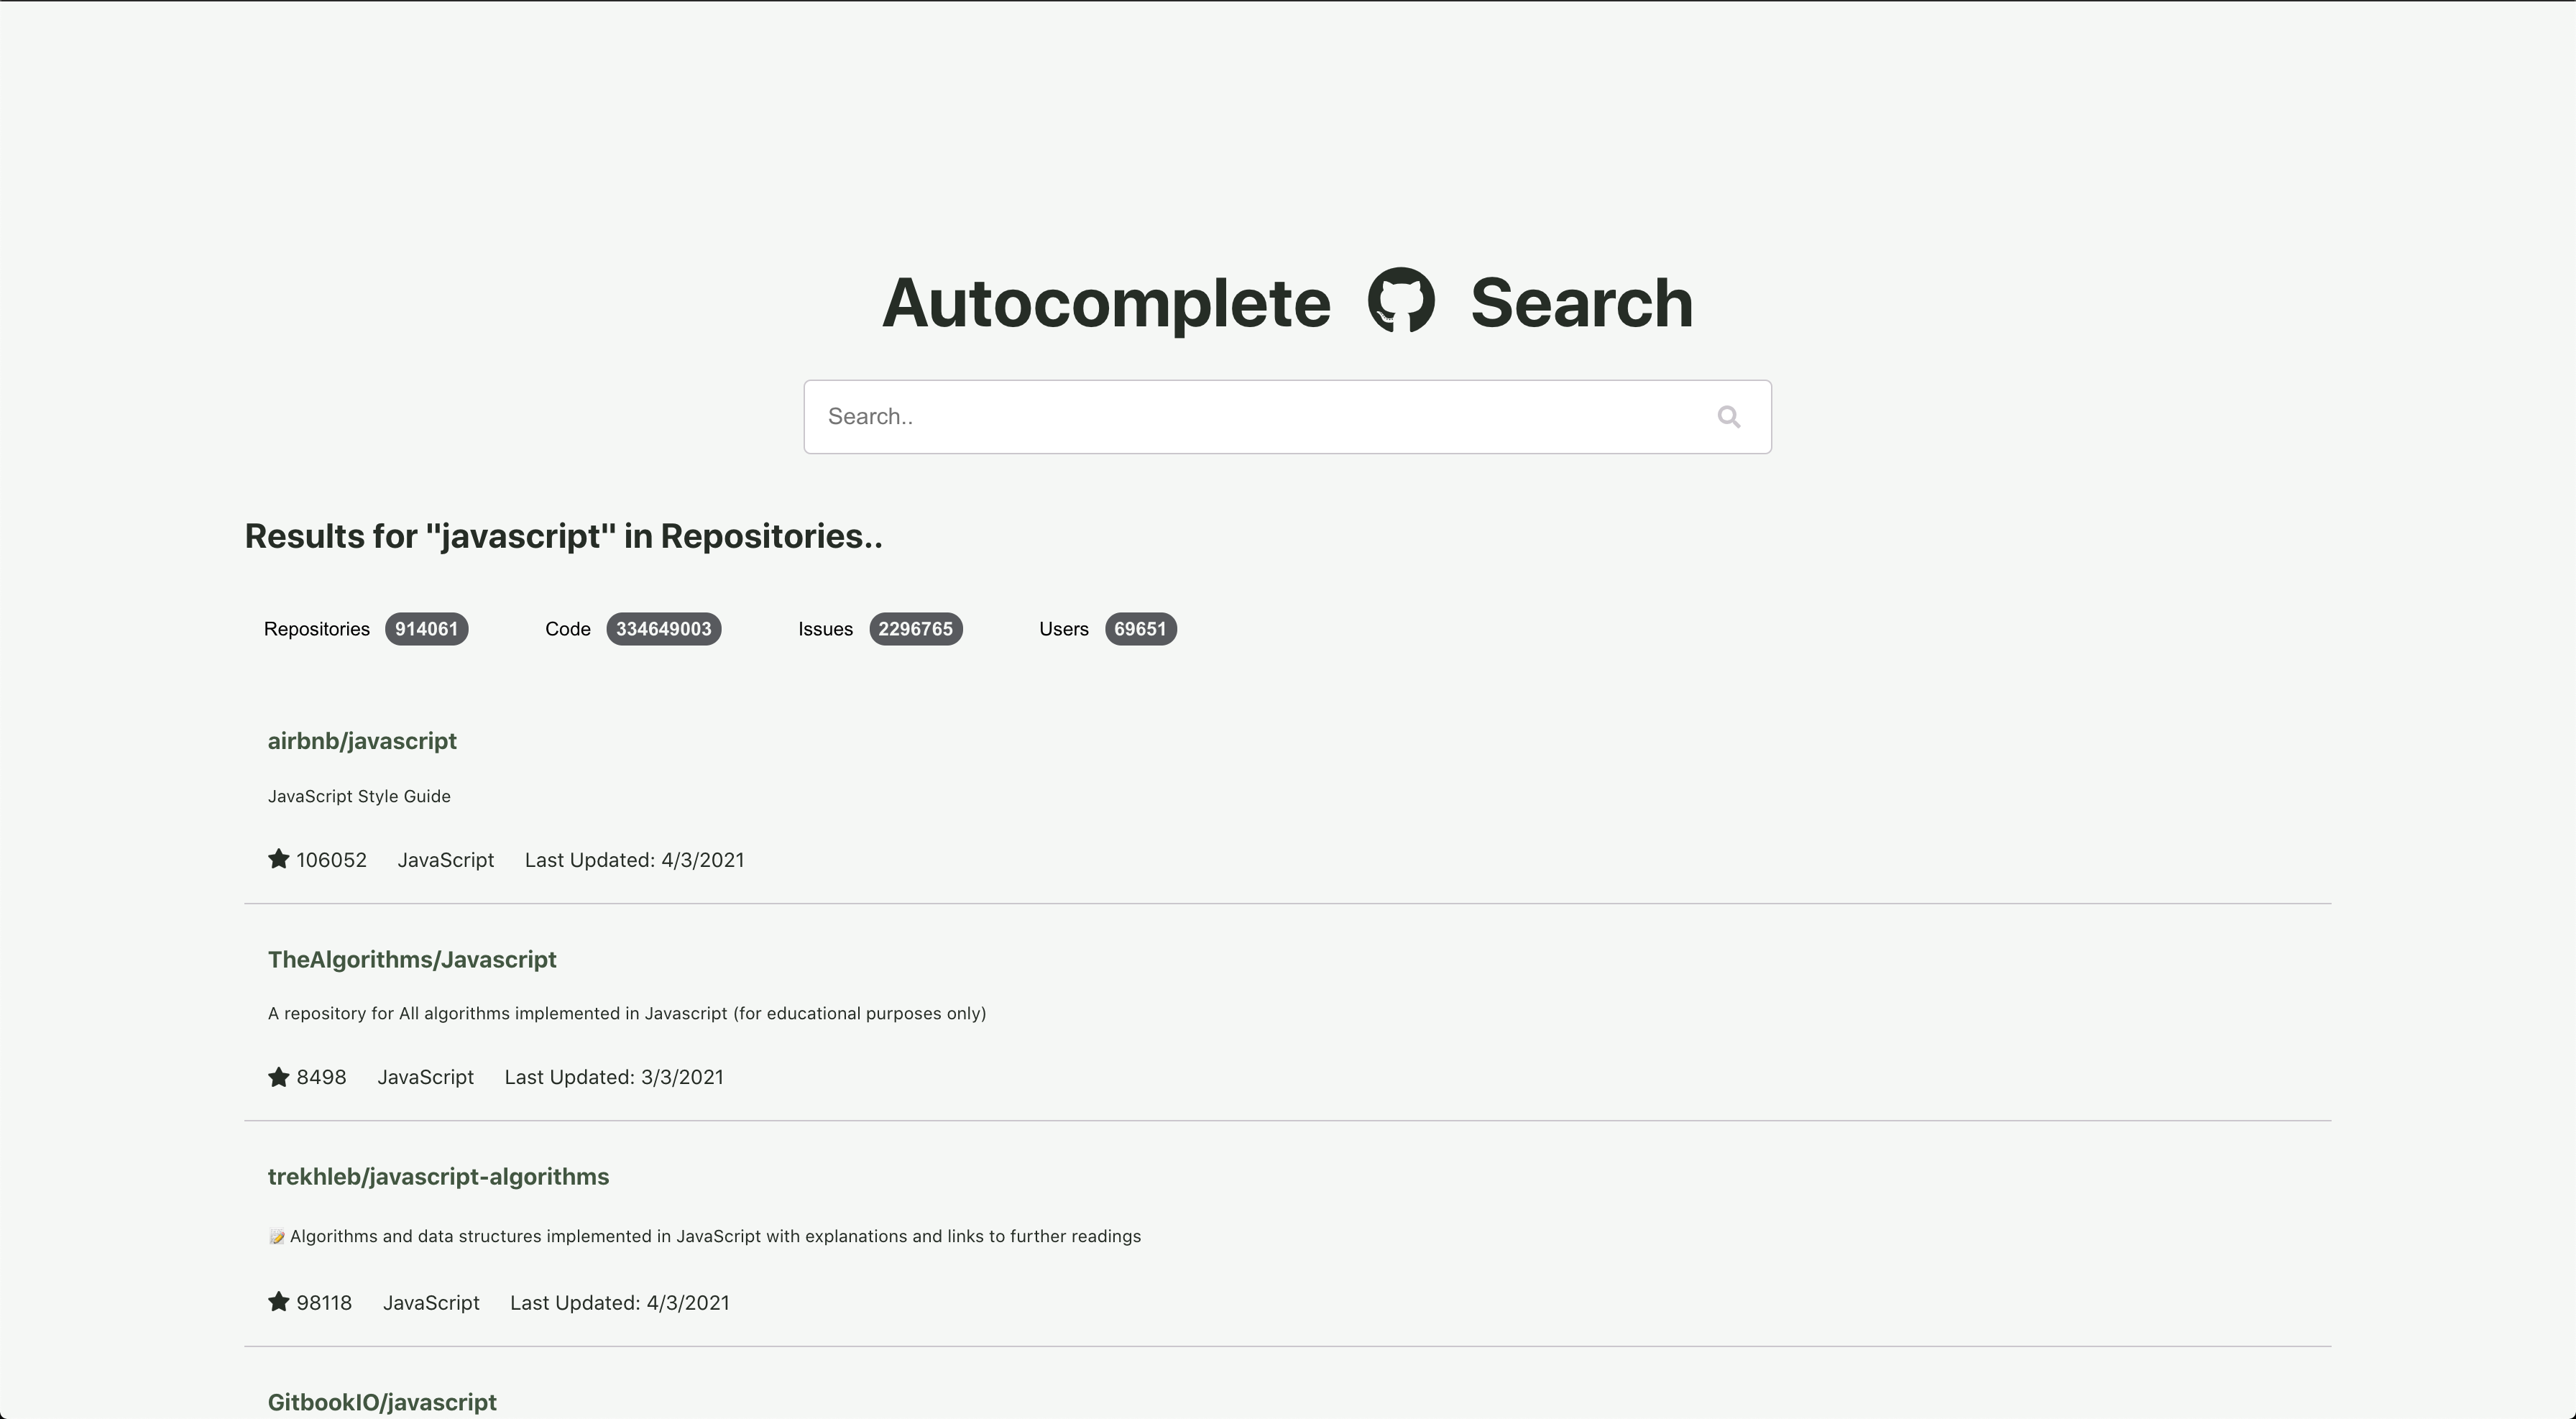 Autocomplete Search
Search..
Results for "javascript" in Repositories..
Repositories 914061 Code 334649003 Issues 2296765 Users 69651
airbnb/javascript
JavaScript Style Guide
106052 JavaScript Last Updated: 4/3/2021
TheAlgorithms/Javascript
A repository for All algorithms implemented in Javascript (for educational purposes only)
8498 JavaScript Last Updated: 3/3/2021
trekhleb/javascript-algorithms
📝 Algorithms and data structures implemented in JavaScript with explanations and links to further readings
98118 JavaScript Last Updated: 4/3/2021
GitbookIO/javascript